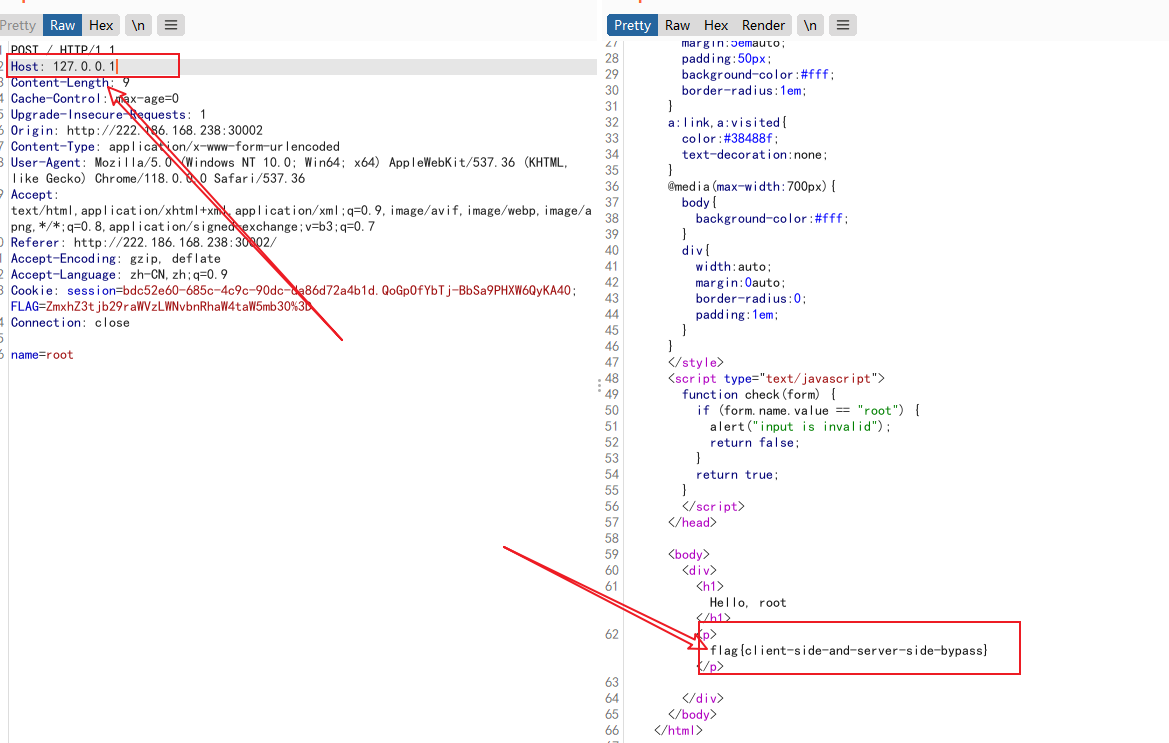 Pretty Raw Hex \n
POST / HTTP/1.1
Host: 127.0.0.1
Content-Length: 9
Cache-Control: max-age=0
Upgrade-Insecure-Requests: 1
Origin: http://222.186.168.238:30002
Content-Type: application/x-www-form-urlencoded
User-Agent: Mozilla/5.0 (Windows NT 10.0; Win64; x64) AppleWebKit/537.36 (KHTML,
like Gecko) Chrome/118.0.0.0 Safari/537.36
Accept:
text/html,application/xhtml+xml,application/xml;q=0.9,image/avif,image/webp,image/a
png,*/*;q=0.8,application/signed-exchange;v=b3;q=0.7
Referer: http://222.186.168.238:30002/
Accept-Encoding: gzip, deflate
Accept-Language: zh-CN,zh;q=0.9
Cookie: session=bdc52e60-685c-4c9c-90dc-da86d72a4b1d.QoGpOfYbTj-BbSa9PHXW6QyKA40;
FLAG=ZmxhZ3tjb29raWVzLWNvbnRhaW4taW5mb30%3D
Connection: close
name=root
Pretty Raw Hex Render \n
27 margin:5emauto;
28 padding:50px;
29 background-color:#fff;
30 border-radius:1em;
31 }
32 a:link,a:visited{
33 color:#38488f;
34 text-decoration:none;
35 }
36 @media(max-width:700px){
37 body{
38 background-color:#fff;
39 }
40 div{
41 width:auto;
42 margin:0auto;
43 border-radius:0;
44 padding:1em;
45 }
46 }
47 </style>
48 <script type="text/javascript">
49 function check(form) {
50 if (form.name.value == "root") {
51 alert("input is invalid");
52 return false;
53 }
54 return true;
55 }
56 </script>
57 </head>
58
59 <body>
60 <div>
61 <h1>
Hello, root
</h1>
62 <p>
flag{client-side-and-server-side-bypass}
</p>
63
64 </div>
65 </body>
66 </html>